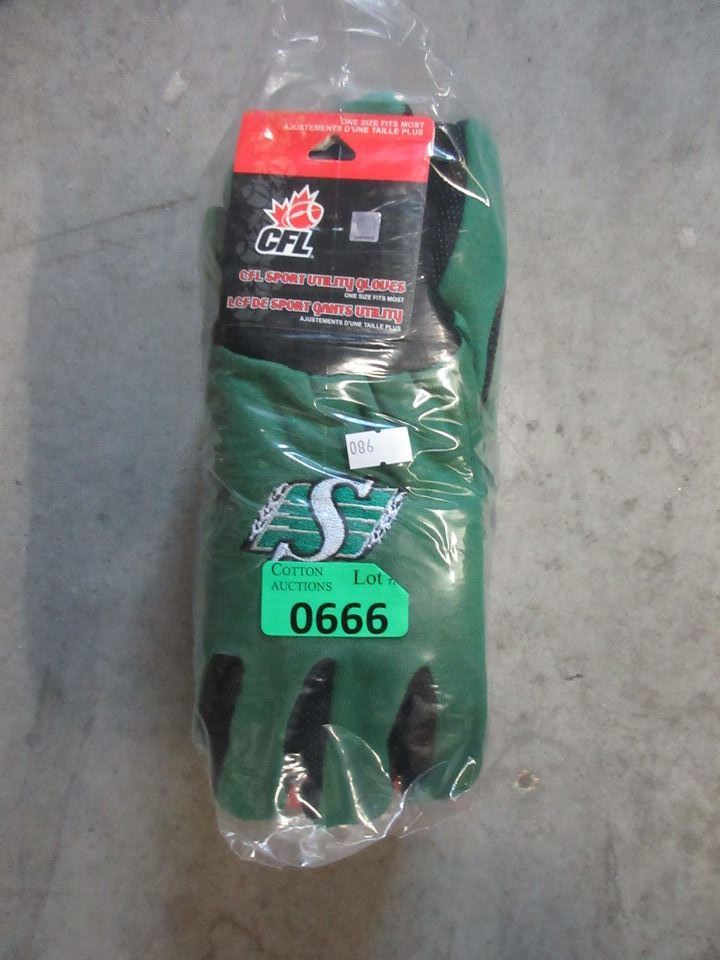 ONE SIZE FITS MOST
AJUSTEMENTS D'UNE TAILLE PLUS
CFL
CFL SPORT UTILITY GLOVES
ONE SIZE FITS MOST
LCF DE SPORT GANTS UTILITY
AJUSTEMENTS D'UNE TAILLE PLUS
086
S
COTTON Lot
AUCTIONS
0666